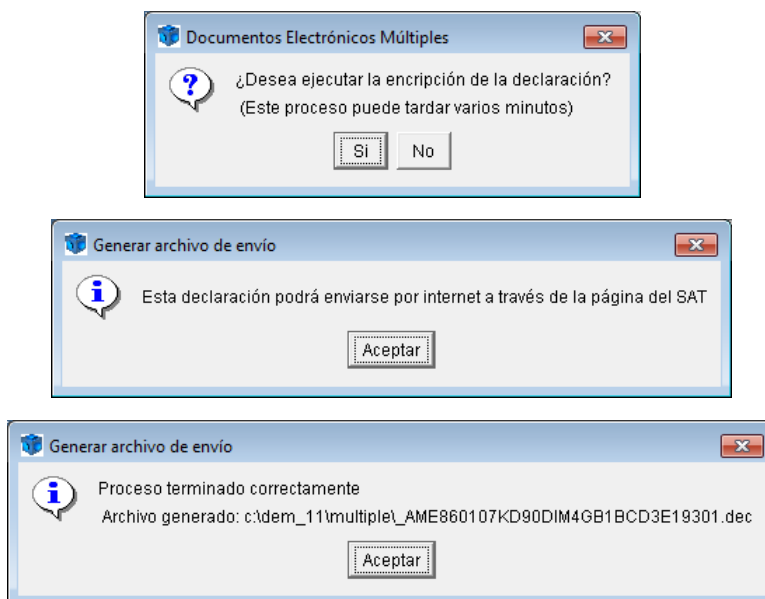 Documentos Electrónicos Múltiples
¿Desea ejecutar la encripción de la declaración?
(Este proceso puede tardar varios minutos)
Si No
Generar archivo de envío
Esta declaración podrá enviarse por internet a través de la página del SAT
Aceptar
Generar archivo de envío
Proceso terminado correctamente
Archivo generado: c:\dem_11\multiple\_AME860107KD90DIM4GB1BCD3E19301.dec
Aceptar